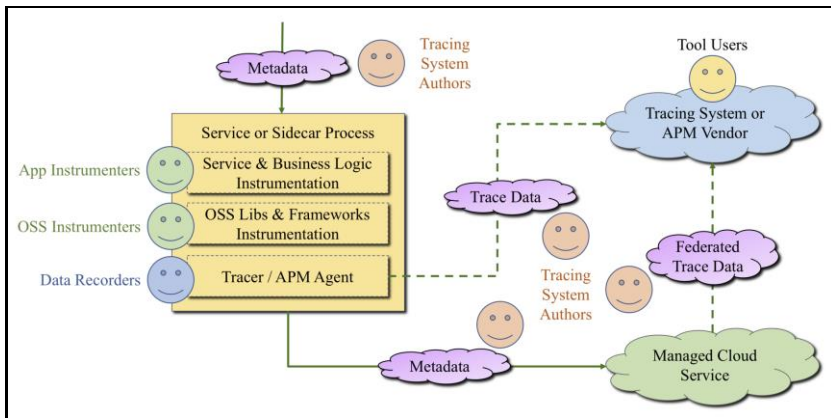 Metadata
Tracing
System
Authors
Tool Users
Tracing System or
APM Vendor
Service or Sidecar Process
App Instrumenters
Service & Business Logic
Instrumentation
OSS Instrumenters
OSS Libs & Frameworks
Instrumentation
Data Recorders
Tracer / APM Agent
Trace Data
Tracing
System
Authors
Federated
Trace Data
Metadata
Managed Cloud
Service